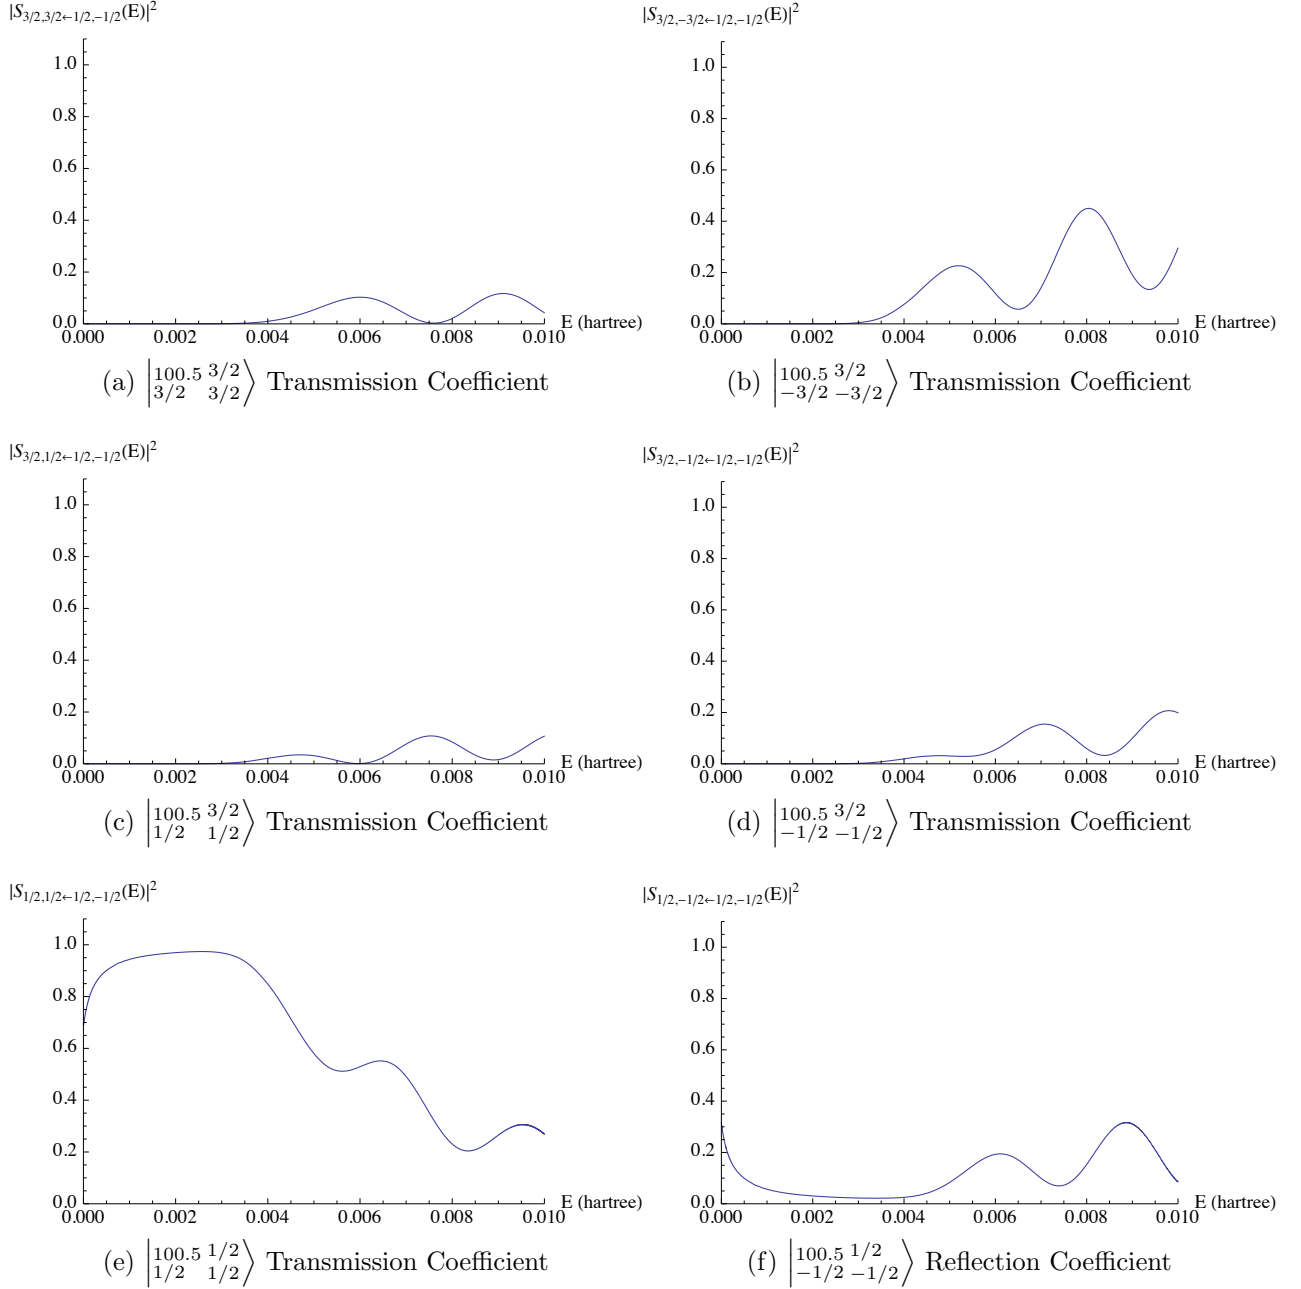 |S3/2,3/2←1/2,−1/2(E)|²
1.0
0.8
0.6
0.4
0.2
0.0
0.000 0.002 0.004 0.006 0.008 0.010
E (hartree)
(a) |100.5 3/2 3/2 3/2⟩ Transmission Coefficient
|S3/2,−3/2←1/2,−1/2(E)|²
1.0
0.8
0.6
0.4
0.2
0.0
0.000 0.002 0.004 0.006 0.008 0.010
E (hartree)
(b) |100.5 3/2 −3/2 −3/2⟩ Transmission Coefficient
|S3/2,1/2←1/2,−1/2(E)|²
1.0
0.8
0.6
0.4
0.2
0.0
0.000 0.002 0.004 0.006 0.008 0.010
E (hartree)
(c) |100.5 3/2 1/2 1/2⟩ Transmission Coefficient
|S3/2,−1/2←1/2,−1/2(E)|²
1.0
0.8
0.6
0.4
0.2
0.0
0.000 0.002 0.004 0.006 0.008 0.010
E (hartree)
(d) |100.5 3/2 −1/2 −1/2⟩ Transmission Coefficient
|S1/2,1/2←1/2,−1/2(E)|²
1.0
0.8
0.6
0.4
0.2
0.0
0.000 0.002 0.004 0.006 0.008 0.010
E (hartree)
(e) |100.5 1/2 1/2 1/2⟩ Transmission Coefficient
|S1/2,−1/2←1/2,−1/2(E)|²
1.0
0.8
0.6
0.4
0.2
0.0
0.000 0.002 0.004 0.006 0.008 0.010
E (hartree)
(f) |100.5 1/2 −1/2 −1/2⟩ Reflection Coefficient